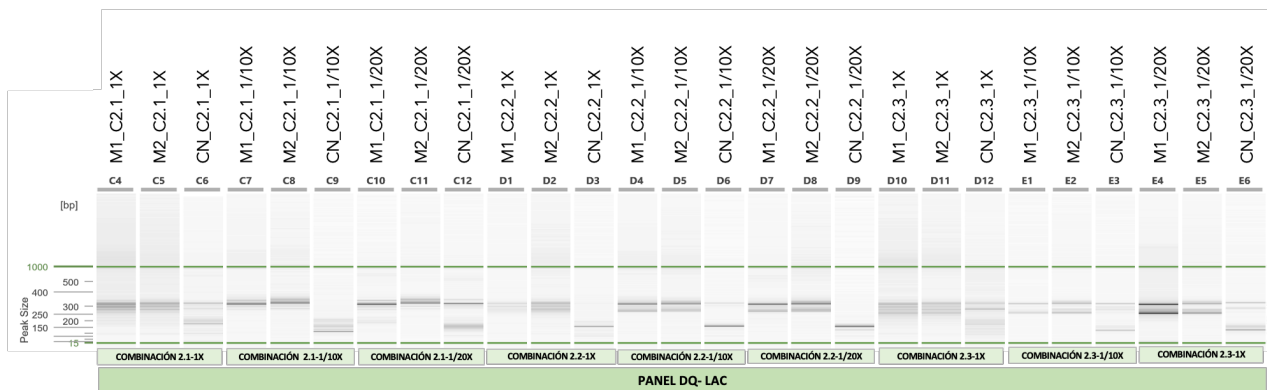 M1_C2.1_1X
M2_C2.1_1X
CN_C2.1_1X
M1_C2.1_1/10X
M2_C2.1_1/10X
CN_C2.1_1/10X
M1_C2.1_1/20X
M2_C2.1_1/20X
CN_C2.1_1/20X
M1_C2.2_1X
M2_C2.2_1X
CN_C2.2_1X
M1_C2.2_1/10X
M2_C2.2_1/10X
CN_C2.2_1/10X
M1_C2.2_1/20X
M2_C2.2_1/20X
CN_C2.2_1/20X
M1_C2.3_1X
M2_C2.3_1X
CN_C2.3_1X
M1_C2.3_1/10X
M2_C2.3_1/10X
CN_C2.3_1/10X
M1_C2.3_1/20X
M2_C2.3_1/20X
CN_C2.3_1/20X
C4 C5 C6 C7 C8 C9 C10 C11 C12 D1 D2 D3 D4 D5 D6 D7 D8 D9 D10 D11 D12 E1 E2 E3 E4 E5 E6
[bp]
1000
500
400
300
250
200
150
15
Peak Size
COMBINACIÓN 2.1-1X COMBINACIÓN 2.1-1/10X COMBINACIÓN 2.1-1/20X COMBINACIÓN 2.2-1X COMBINACIÓN 2.2-1/10X COMBINACIÓN 2.2-1/20X COMBINACIÓN 2.3-1X COMBINACIÓN 2.3-1/10X COMBINACIÓN 2.3-1X
PANEL DQ- LAC